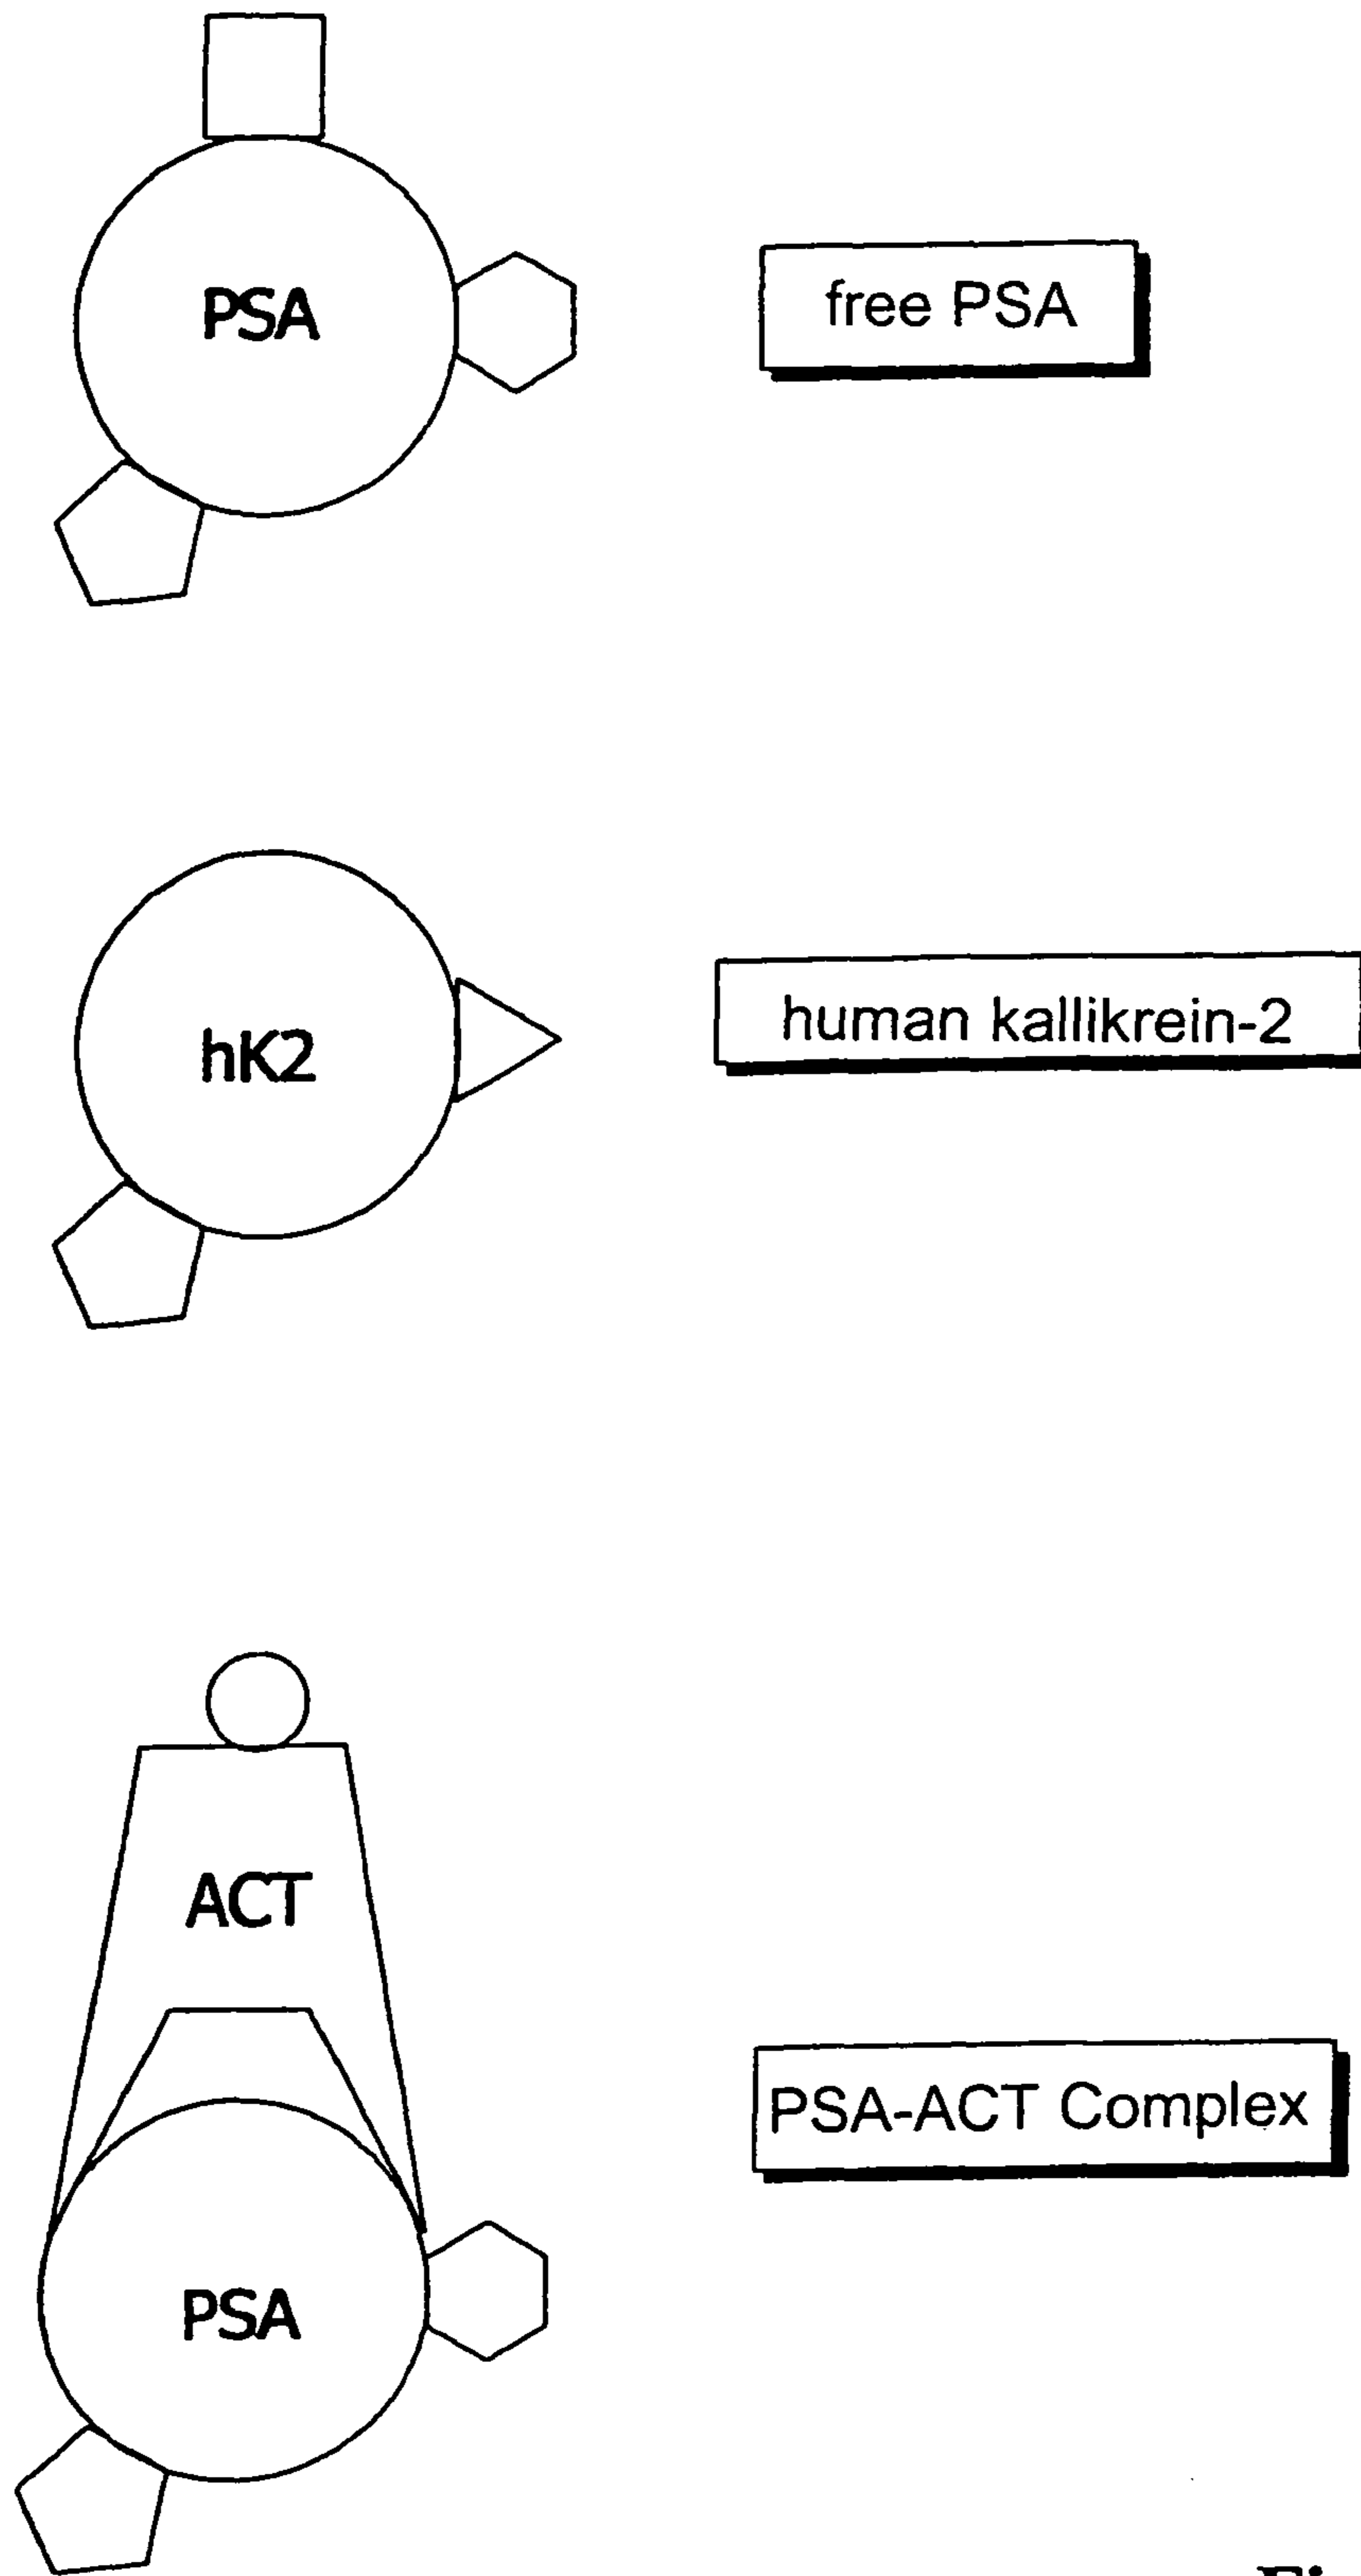 PSA
free PSA
hK2
human kallikrein-2
ACT
PSA-ACT Complex
PSA